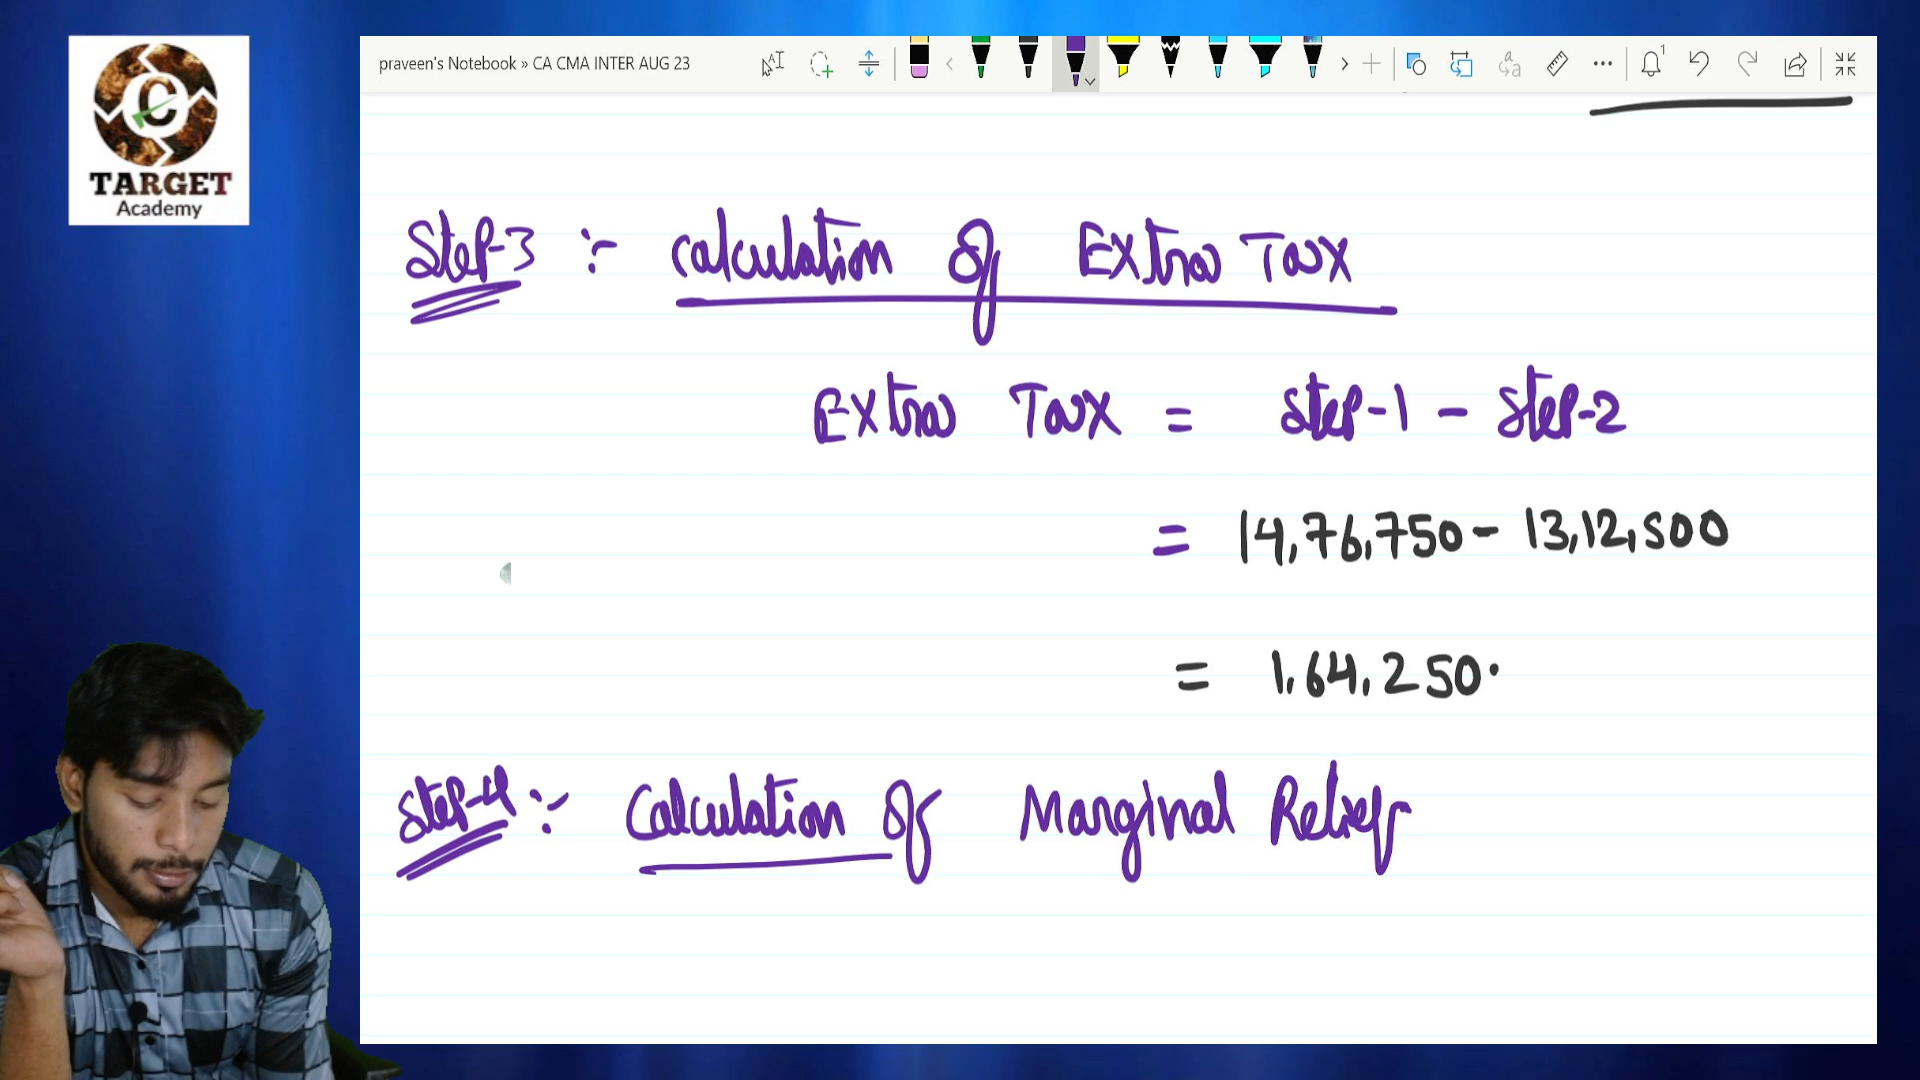 TARGET
Academy
praveen's Notebook » CA CMA INTER AUG 23
Step-3 :- calculation of Extra Tax
Extra Tax = Step-1 - Step-2
= 14,76,750 - 13,12,500
= 1,64,250.
Step-4 :- Calculation of Marginal Relief